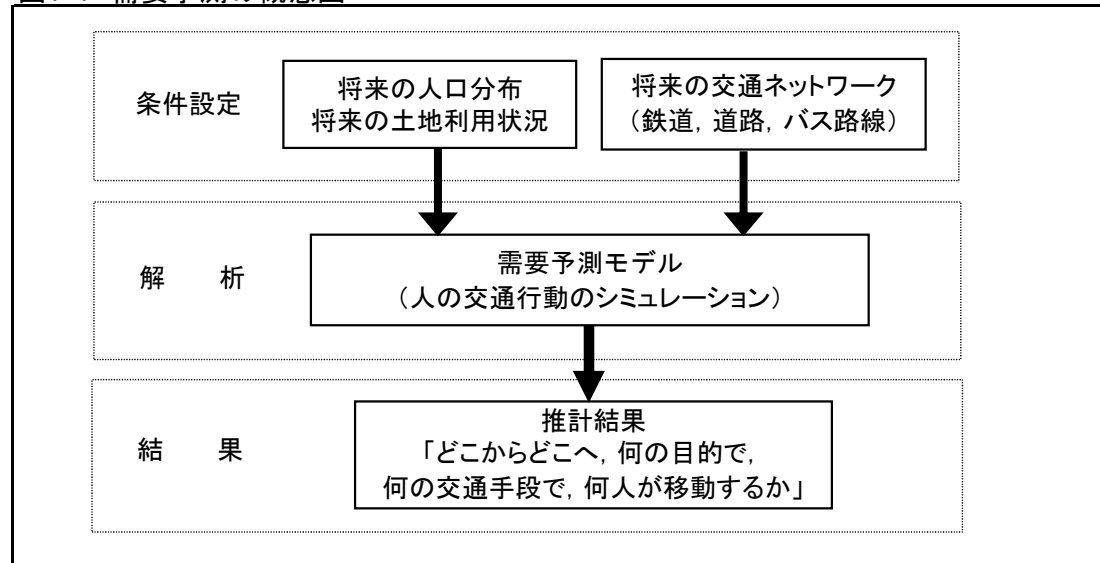 条件設定
将来の人口分布
将来の土地利用状況
将来の交通ネットワーク
（鉄道，道路，バス路線）
解　　析
需要予測モデル
（人の交通行動のシミュレーション）
結　　果
推計結果
「どこからどこへ，何の目的で，
何の交通手段で，何人が移動するか」